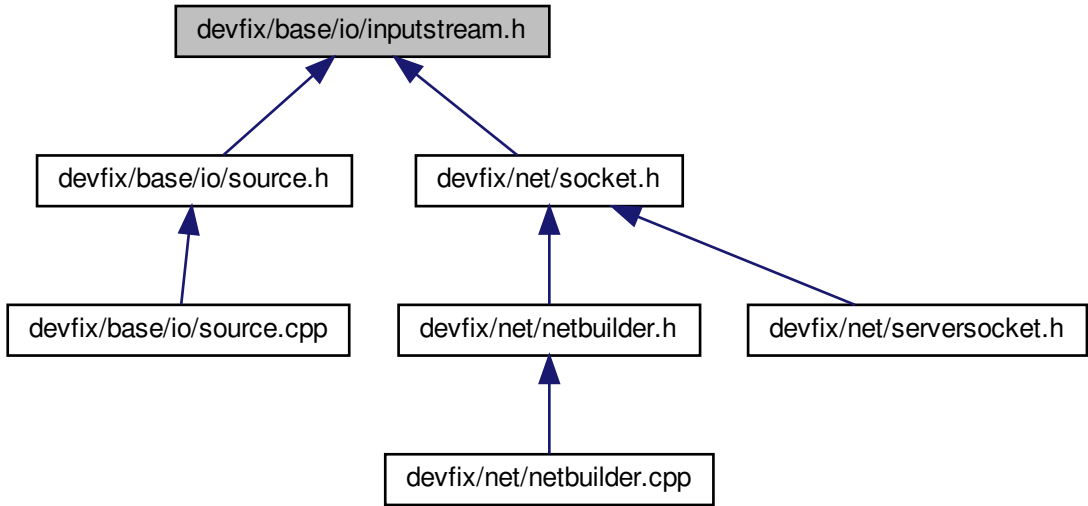 devfix/base/io/inputstream.h
devfix/base/io/source.h
devfix/net/socket.h
devfix/base/io/source.cpp
devfix/net/netbuilder.h
devfix/net/serversocket.h
devfix/net/netbuilder.cpp